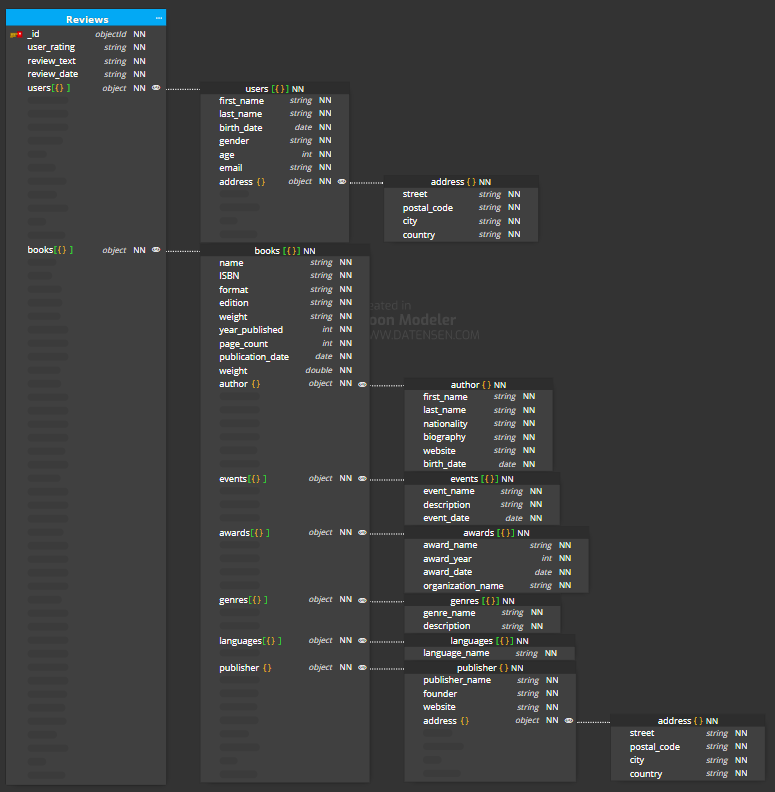 Reviews ...
_id objectId NN
user_rating string NN
review_text string NN
review_date string NN
users[{}] object NN
users [{}] NN
first_name string NN
last_name string NN
birth_date date NN
gender string NN
age int NN
email string NN
address {} object NN
address {} NN
street string NN
postal_code string NN
city string NN
country string NN
books[{}] object NN
books [{}] NN
name string NN
ISBN string NN
format string NN
edition string NN
weight string NN
year_published int NN
page_count int NN
publication_date date NN
weight double NN
author {} object NN
eated in
oon Modeler
WWW.DATENSEN.COM
author {} NN
first_name string NN
last_name string NN
nationality string NN
biography string NN
website string NN
birth_date date NN
events[{}] object NN
events [{}] NN
event_name string NN
description string NN
event_date date NN
awards[{}] object NN
awards [{}] NN
award_name string NN
award_year int NN
award_date date NN
organization_name string NN
genres[{}] object NN
genres [{}] NN
genre_name string NN
description string NN
languages[{}] object NN
languages [{}] NN
language_name string NN
publisher {} object NN
publisher {} NN
publisher_name string NN
founder string NN
website string NN
address {} object NN
address {} NN
street string NN
postal_code string NN
city string NN
country string NN